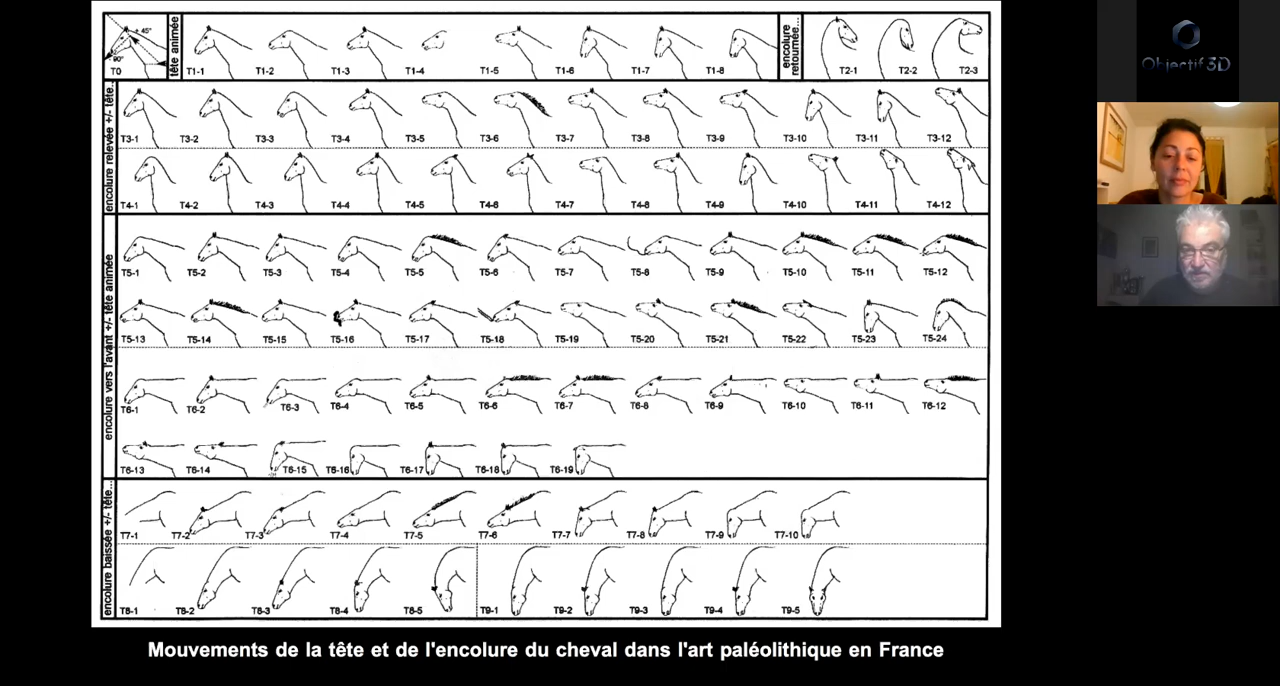 + 45°
- 90°
T0
tête animée
T1-1 T1-2 T1-3 T1-4 T1-5 T1-6 T1-7 T1-8
encolure
retournée...
T2-1 T2-2 T2-3
Objectif 3D
encolure relevée +/- tête...
T3-1 T3-2 T3-3 T3-4 T3-5 T3-6 T3-7 T3-8 T3-9 T3-10 T3-11 T3-12
T4-1 T4-2 T4-3 T4-4 T4-5 T4-6 T4-7 T4-8 T4-9 T4-10 T4-11 T4-12
encolure vers l'avant +/- tête animée
T5-1 T5-2 T5-3 T5-4 T5-5 T5-6 T5-7 T5-8 T5-9 T5-10 T5-11 T5-12
T5-13 T5-14 T5-15 T5-16 T5-17 T5-18 T5-19 T5-20 T5-21 T5-22 T5-23 T5-24
T6-1 T6-2 T6-3 T6-4 T6-5 T6-6 T6-7 T6-8 T6-9 T6-10 T6-11 T6-12
T6-13 T6-14 T6-15 T6-16 T6-17 T6-18 T6-19
encolure baissée +/- tête...
T7-1 T7-2 T7-3 T7-4 T7-5 T7-6 T7-7 T7-8 T7-9 T7-10
T8-1 T8-2 T8-3 T8-4 T8-5 T9-1 T9-2 T9-3 T9-4 T9-5
Mouvements de la tête et de l'encolure du cheval dans l'art paléolithique en France